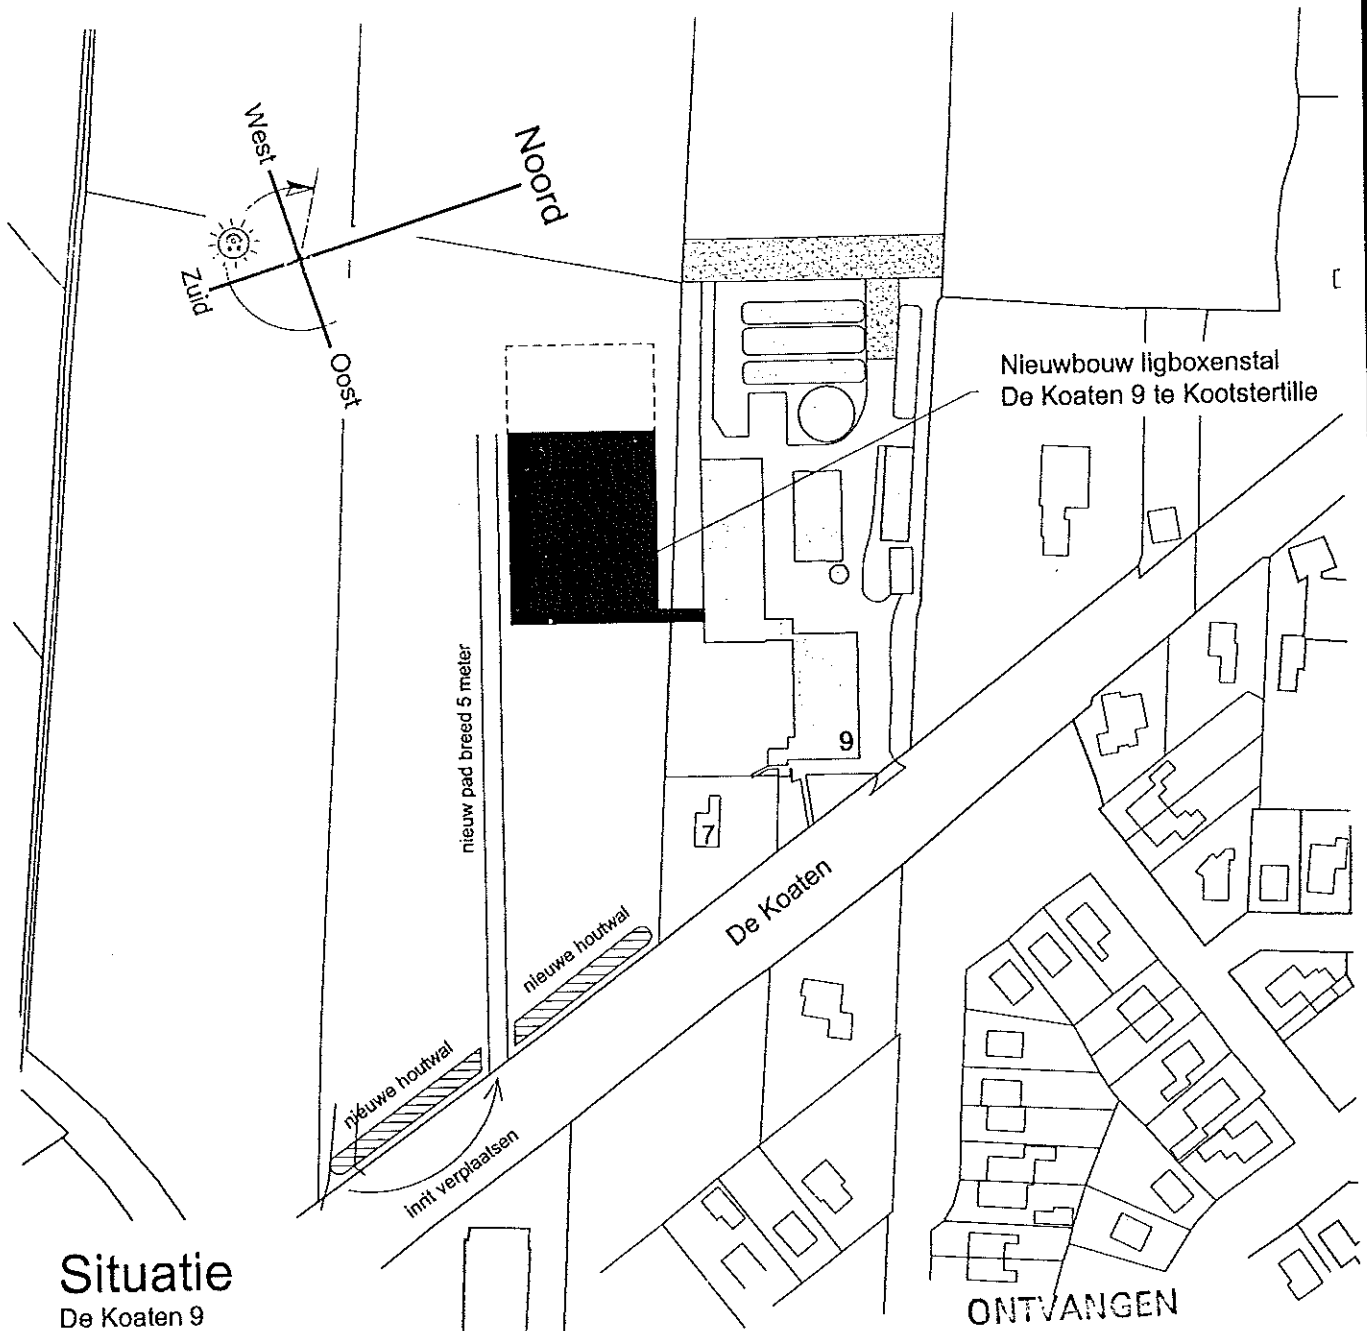 West
Noord
Zuid
Oost
Nieuwbouw ligboxenstal
De Koaten 9 te Kootstertille
nieuw pad breed 5 meter
9
7
De Koaten
nieuwe houtwal
nieuwe houtwal
inrit verplaatsen
Situatie
De Koaten 9
ONTVANGEN